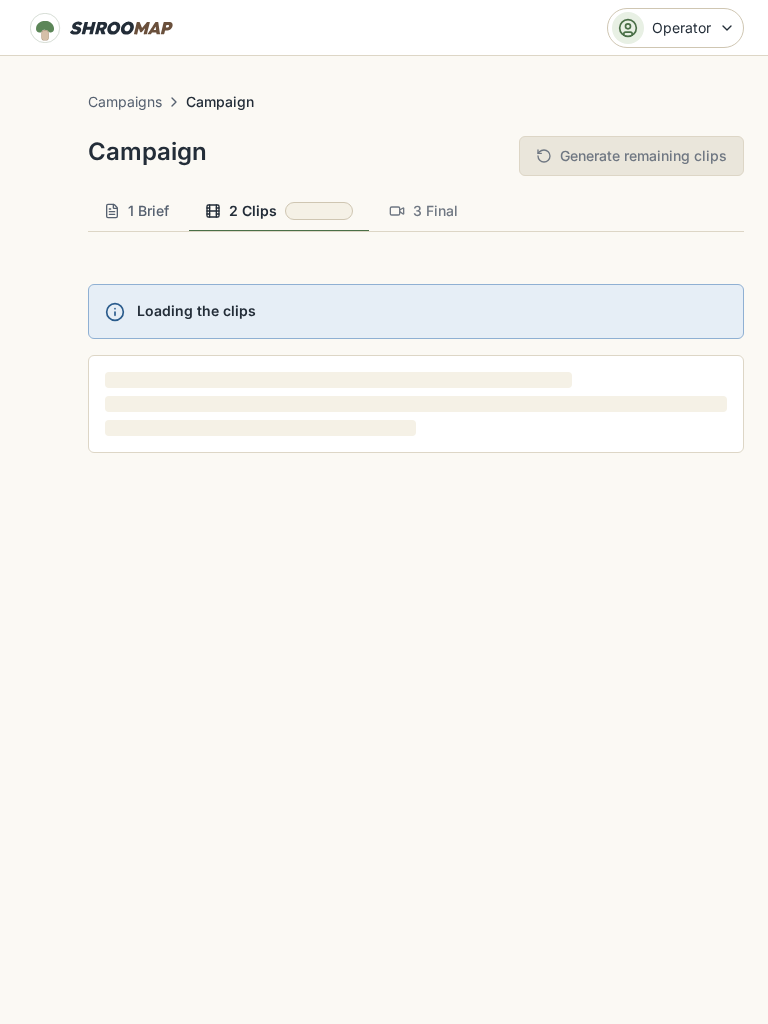 SHROOMAP
Operator
Campaigns > Campaign
Campaign
Generate remaining clips
1 Brief
2 Clips
3 Final
Loading the clips